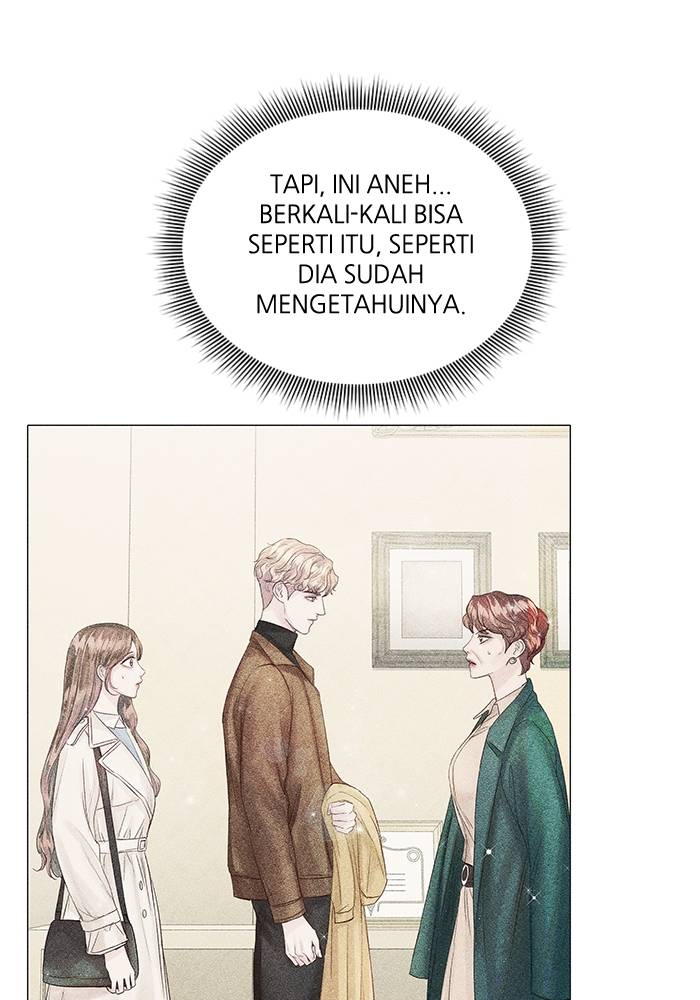 TAPI, INI ANEH...
BERKALI-KALI BISA
SEPERTI ITU, SEPERTI
DIA SUDAH
MENGETAHUINYA.